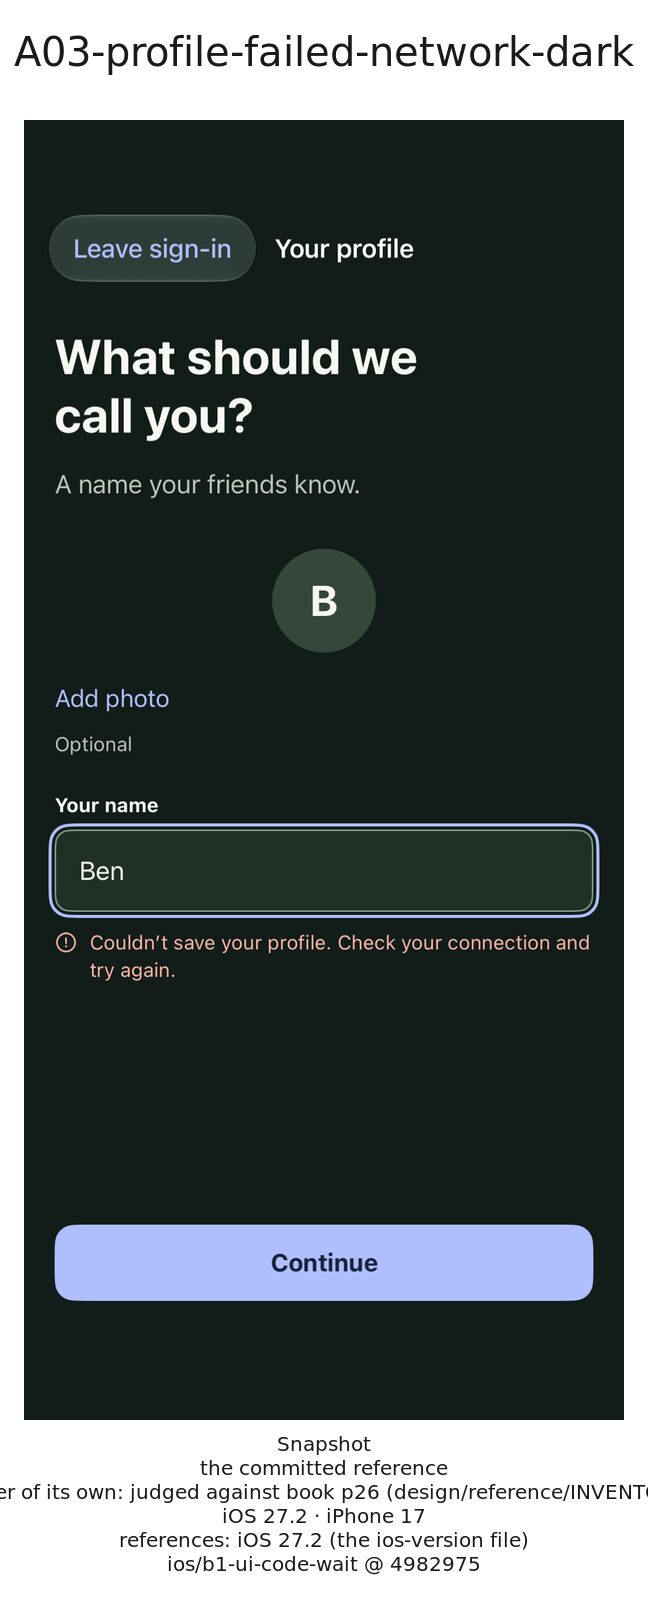 A03-profile-failed-network-dark
Leave sign-in Your profile
What should we
call you?
A name your friends know.
B
Add photo
Optional
Your name
Ben
Couldn’t save your profile. Check your connection and
try again.
Continue
Snapshot
the committed reference
of its own: judged against book p26 (design/reference/
iOS 27.2 · iPhone 17
references: iOS 27.2 (the ios-version file)
ios/b1-ui-code-wait @ 4982975